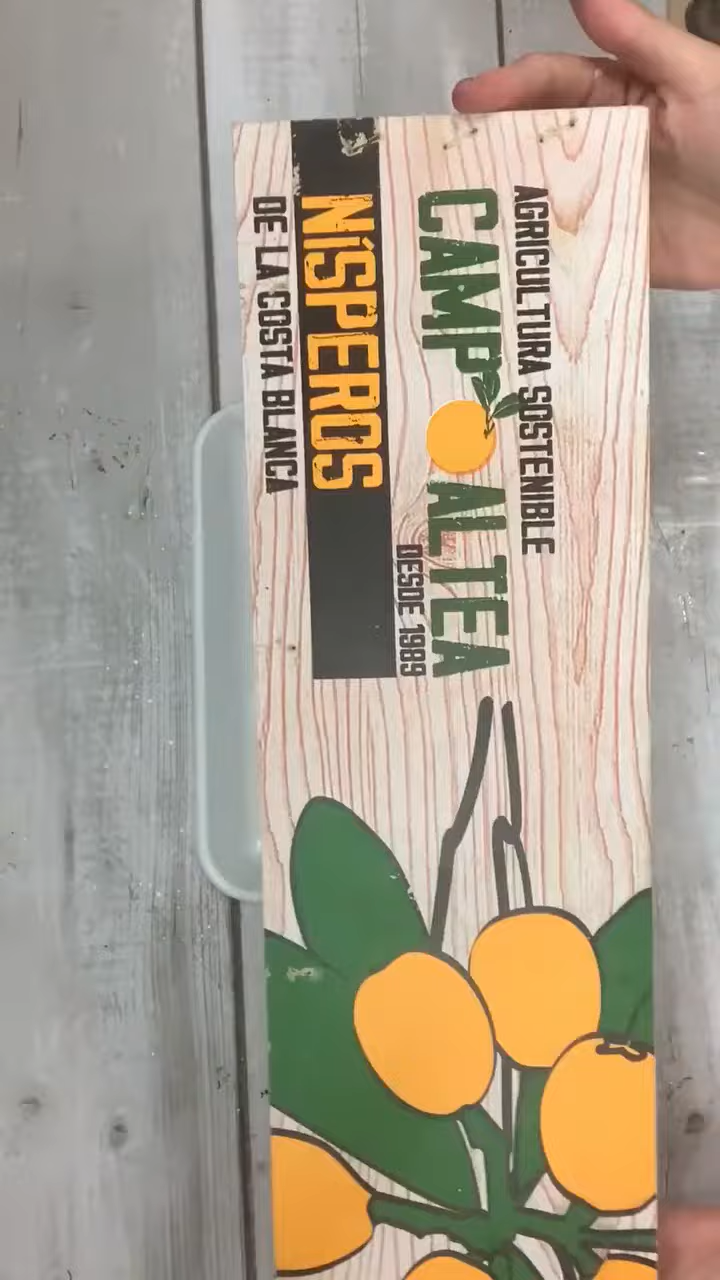 AGRICULTURA SOSTENIBLE
CAMP ALTEA
DESDE 1989
NÍSPEROS
DE LA COSTA BLANCA